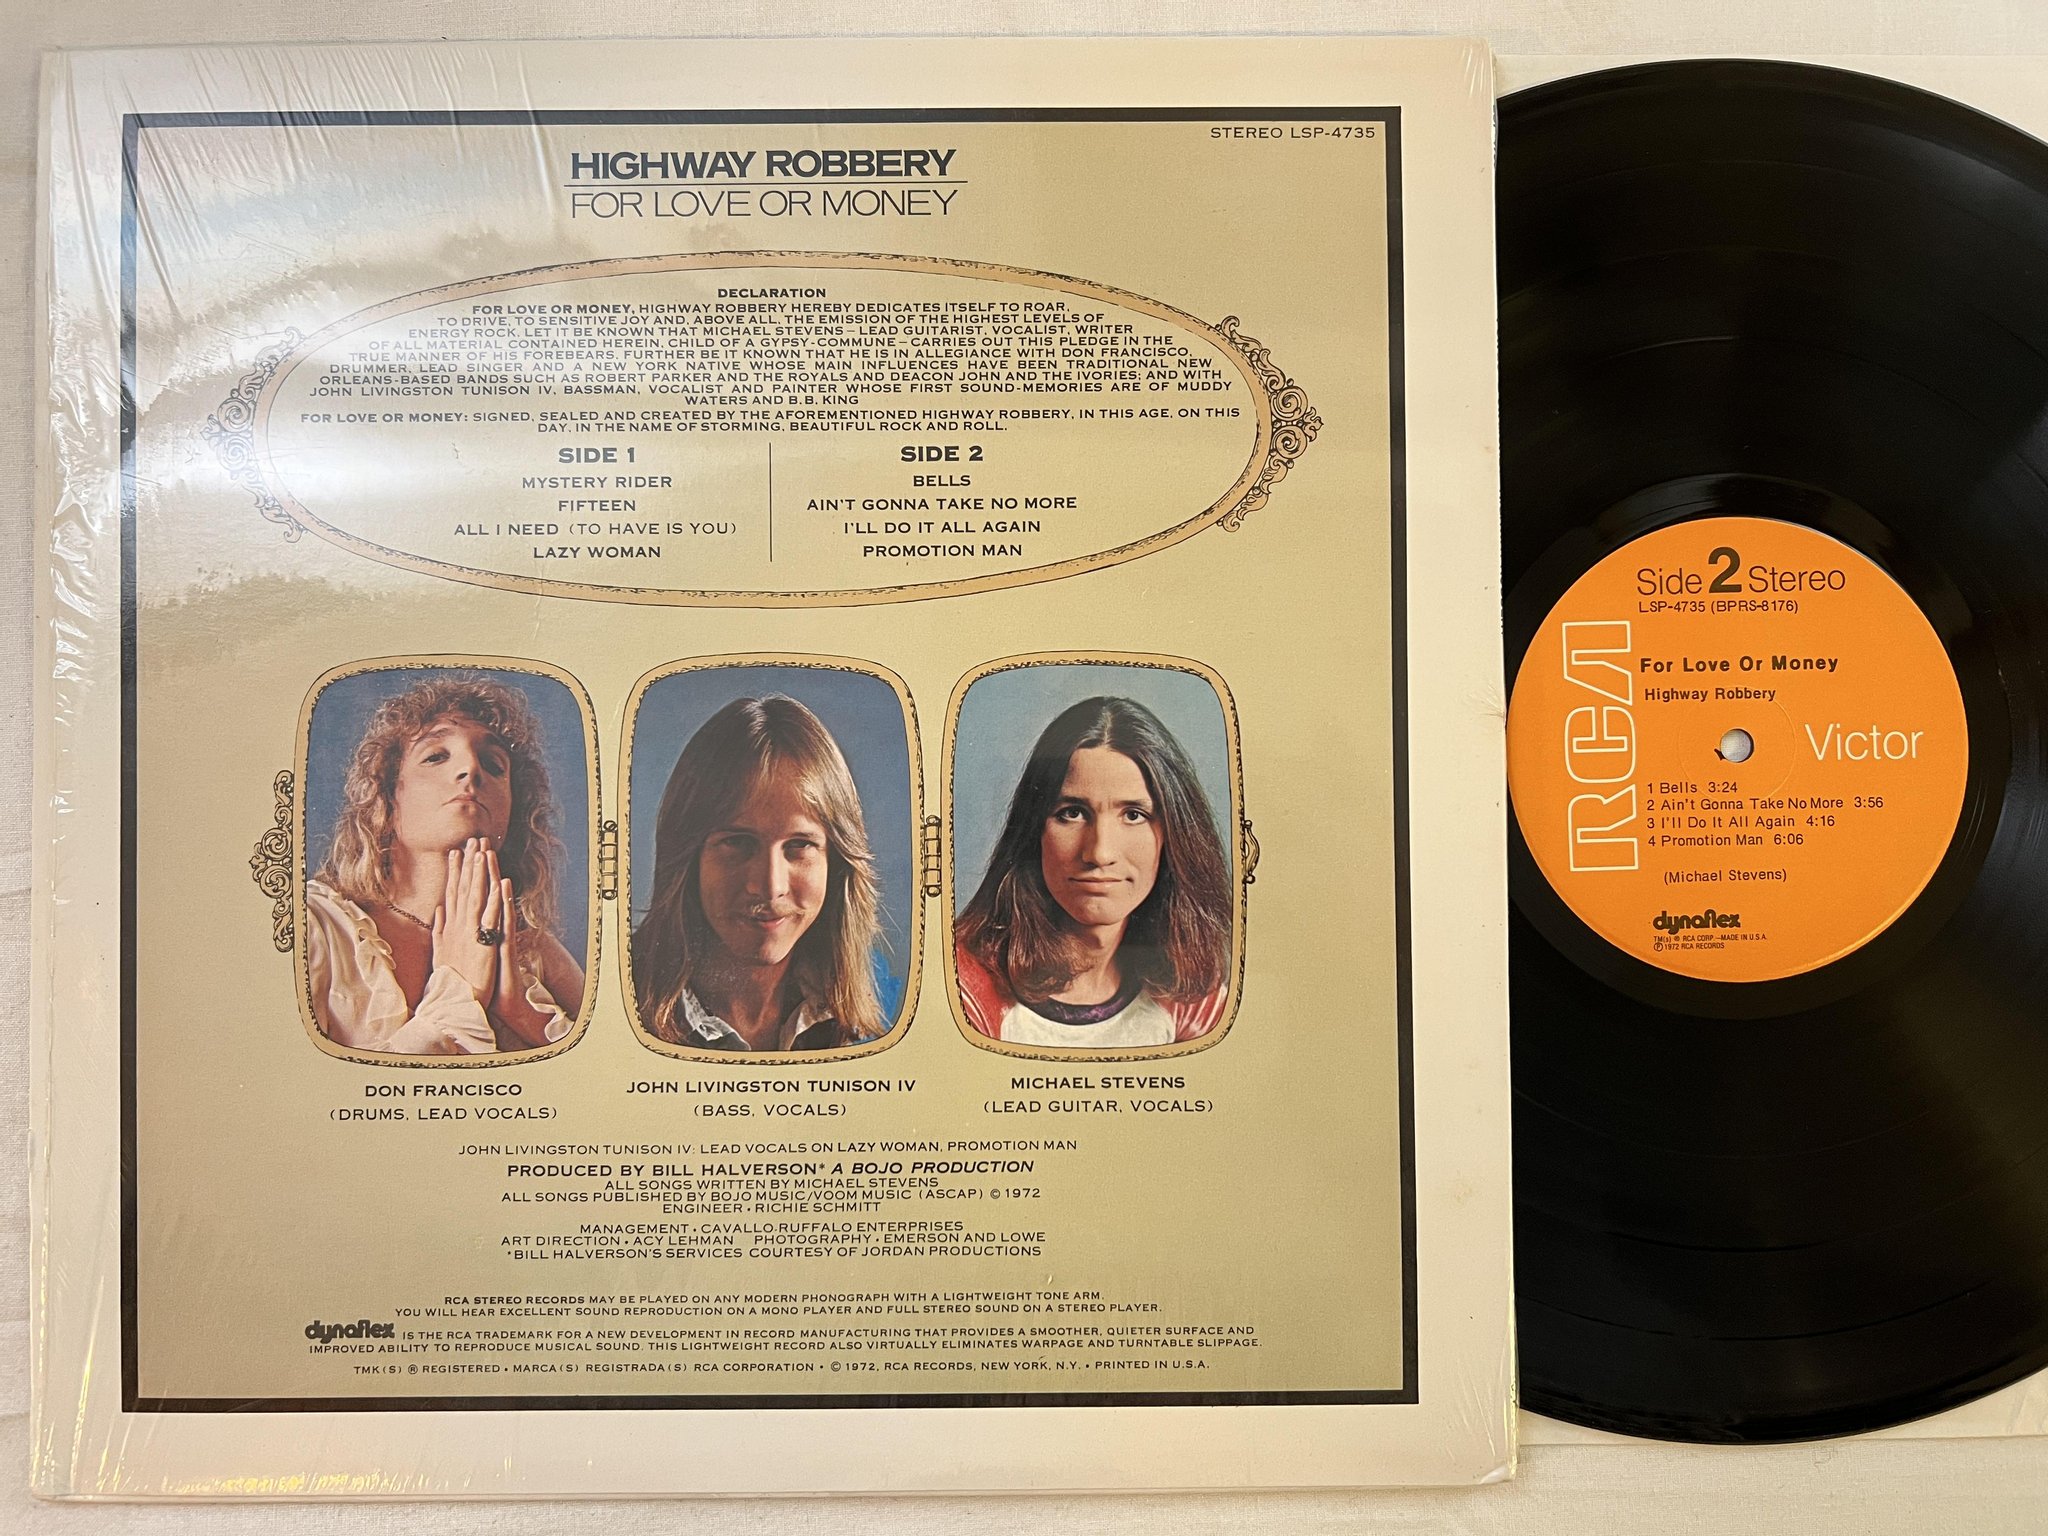 STEREO LSP-4735
HIGHWAY ROBBERY
FOR LOVE OR MONEY
DECLARATION
FOR LOVE OR MONEY, HIGHWAY ROBBERY HEREBY DEDICATES ITSELF TO ROAR,
TO DRIVE, TO SENSITIVE JOY AND, ABOVE ALL, THE EMISSION OF THE HIGHEST LEVELS OF
ENERGY ROCK. LET IT BE KNOWN THAT MICHAEL STEVENS – LEAD GUITARIST, VOCALIST, WRITER
OF ALL MATERIAL CONTAINED HEREIN, CHILD OF A GYPSY-COMMUNE – CARRIES OUT THIS PLEDGE IN THE
TRUE MANNER OF HIS FOREBEARS. FURTHER BE IT KNOWN THAT HE IS IN ALLEGIANCE WITH DON FRANCISCO,
DRUMMER, LEAD SINGER AND A NEW YORK NATIVE WHOSE MAIN INFLUENCES HAVE BEEN TRADITIONAL NEW
ORLEANS-BASED BANDS SUCH AS ROBERT PARKER AND THE ROYALS AND DEACON JOHN AND THE IVORIES; AND WITH
JOHN LIVINGSTON TUNISON IV, BASSMAN, VOCALIST AND PAINTER WHOSE FIRST SOUND-MEMORIES ARE OF MUDDY
WATERS AND B.B. KING
FOR LOVE OR MONEY: SIGNED, SEALED AND CREATED BY THE AFOREMENTIONED HIGHWAY ROBBERY, IN THIS AGE, ON THIS
DAY, IN THE NAME OF STORMING, BEAUTIFUL ROCK AND ROLL.
SIDE 1
MYSTERY RIDER
FIFTEEN
ALL I NEED (TO HAVE IS YOU)
LAZY WOMAN
SIDE 2
BELLS
AIN'T GONNA TAKE NO MORE
I'LL DO IT ALL AGAIN
PROMOTION MAN
DON FRANCISCO
(DRUMS, LEAD VOCALS)
JOHN LIVINGSTON TUNISON IV
(BASS, VOCALS)
MICHAEL STEVENS
(LEAD GUITAR, VOCALS)
JOHN LIVINGSTON TUNISON IV: LEAD VOCALS ON LAZY WOMAN, PROMOTION MAN
PRODUCED BY BILL HALVERSON* A BOJO PRODUCTION
ALL SONGS WRITTEN BY MICHAEL STEVENS
ALL SONGS PUBLISHED BY BOJO MUSIC/VOOM MUSIC (ASCAP) © 1972
ENGINEER • RICHIE SCHMITT
MANAGEMENT • CAVALLO-RUFFALO ENTERPRISES
ART DIRECTION • ACY LEHMAN PHOTOGRAPHY • EMERSON AND LOWE
*BILL HALVERSON'S SERVICES COURTESY OF JORDAN PRODUCTIONS
RCA STEREO RECORDS MAY BE PLAYED ON ANY MODERN PHONOGRAPH WITH A LIGHTWEIGHT TONE ARM.
YOU WILL HEAR EXCELLENT SOUND REPRODUCTION ON A MONO PLAYER AND FULL STEREO SOUND ON A STEREO PLAYER.
dynaflex IS THE RCA TRADEMARK FOR A NEW DEVELOPMENT IN RECORD MANUFACTURING THAT PROVIDES A SMOOTHER, QUIETER SURFACE AND
IMPROVED ABILITY TO REPRODUCE MUSICAL SOUND. THIS LIGHTWEIGHT RECORD ALSO VIRTUALLY ELIMINATES WARPAGE AND TURNTABLE SLIPPAGE.
TMK(S) ® REGISTERED • MARCA(S) REGISTRADA(S) RCA CORPORATION • © 1972, RCA RECORDS, NEW YORK, N.Y. • PRINTED IN U.S.A.
Side 2 Stereo
LSP-4735 (BPRS-8176)
RCA
For Love Or Money
Highway Robbery
Victor
1 Bells 3:24
2 Ain't Gonna Take No More 3:56
3 I'll Do It All Again 4:16
4 Promotion Man 6:06
(Michael Stevens)
dynaflex
TM(s) ® RCA CORP.—MADE IN U.S.A.
℗ 1972 RCA RECORDS